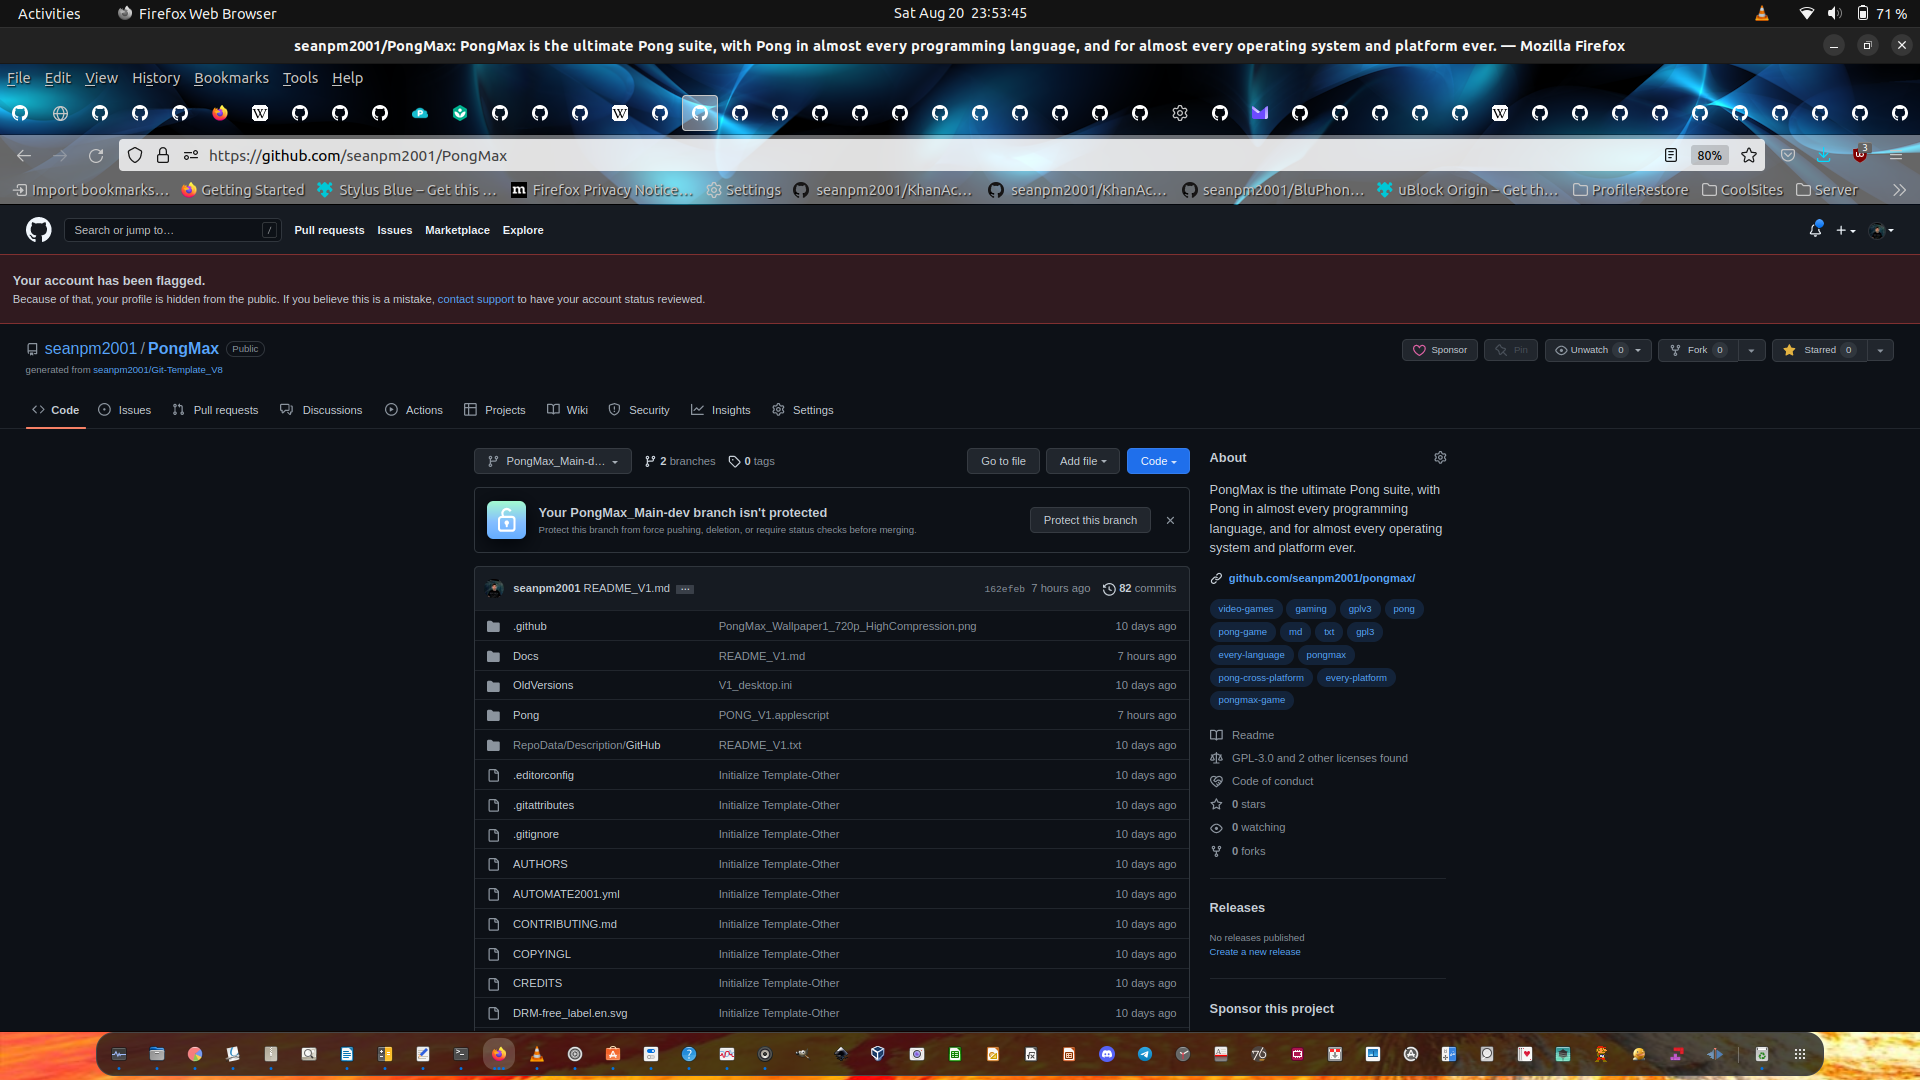 Activities Firefox Web Browser Sat Aug 20 23:53:45 71 %
seanpm2001/PongMax: PongMax is the ultimate Pong suite, with Pong in almost every programming language, and for almost every operating system and platform ever. — Mozilla Firefox
File Edit View History Bookmarks Tools Help
https://github.com/seanpm2001/PongMax 80% 3
Import bookmarks… Getting Started Stylus Blue – Get this … Firefox Privacy Notice… Settings seanpm2001/KhanAc… seanpm2001/KhanAc… seanpm2001/BluPhon… uBlock Origin – Get th… ProfileRestore CoolSites Server
Search or jump to… / Pull requests Issues Marketplace Explore
Your account has been flagged.
Because of that, your profile is hidden from the public. If you believe this is a mistake, contact support to have your account status reviewed.
seanpm2001 / PongMax Public Sponsor Pin Unwatch 0 Fork 0 Starred 0
generated from seanpm2001/Git-Template_V8
Code Issues Pull requests Discussions Actions Projects Wiki Security Insights Settings
PongMax_Main-d… 2 branches 0 tags Go to file Add file Code
Your PongMax_Main-dev branch isn't protected
Protect this branch from force pushing, deletion, or require status checks before merging.
Protect this branch
seanpm2001 README_V1.md … 162efeb 7 hours ago 82 commits
.github PongMax_Wallpaper1_720p_HighCompression.png 10 days ago
Docs README_V1.md 7 hours ago
OldVersions V1_desktop.ini 10 days ago
Pong PONG_V1.applescript 7 hours ago
RepoData/Description/GitHub README_V1.txt 10 days ago
.editorconfig Initialize Template-Other 10 days ago
.gitattributes Initialize Template-Other 10 days ago
.gitignore Initialize Template-Other 10 days ago
AUTHORS Initialize Template-Other 10 days ago
AUTOMATE2001.yml Initialize Template-Other 10 days ago
CONTRIBUTING.md Initialize Template-Other 10 days ago
COPYINGL Initialize Template-Other 10 days ago
CREDITS Initialize Template-Other 10 days ago
DRM-free_label.en.svg Initialize Template-Other 10 days ago
About
PongMax is the ultimate Pong suite, with
Pong in almost every programming
language, and for almost every operating
system and platform ever.
github.com/seanpm2001/pongmax/
video-games gaming gplv3 pong
pong-game md txt gpl3
every-language pongmax
pong-cross-platform every-platform
pongmax-game
Readme
GPL-3.0 and 2 other licenses found
Code of conduct
0 stars
0 watching
0 forks
Releases
No releases published
Create a new release
Sponsor this project